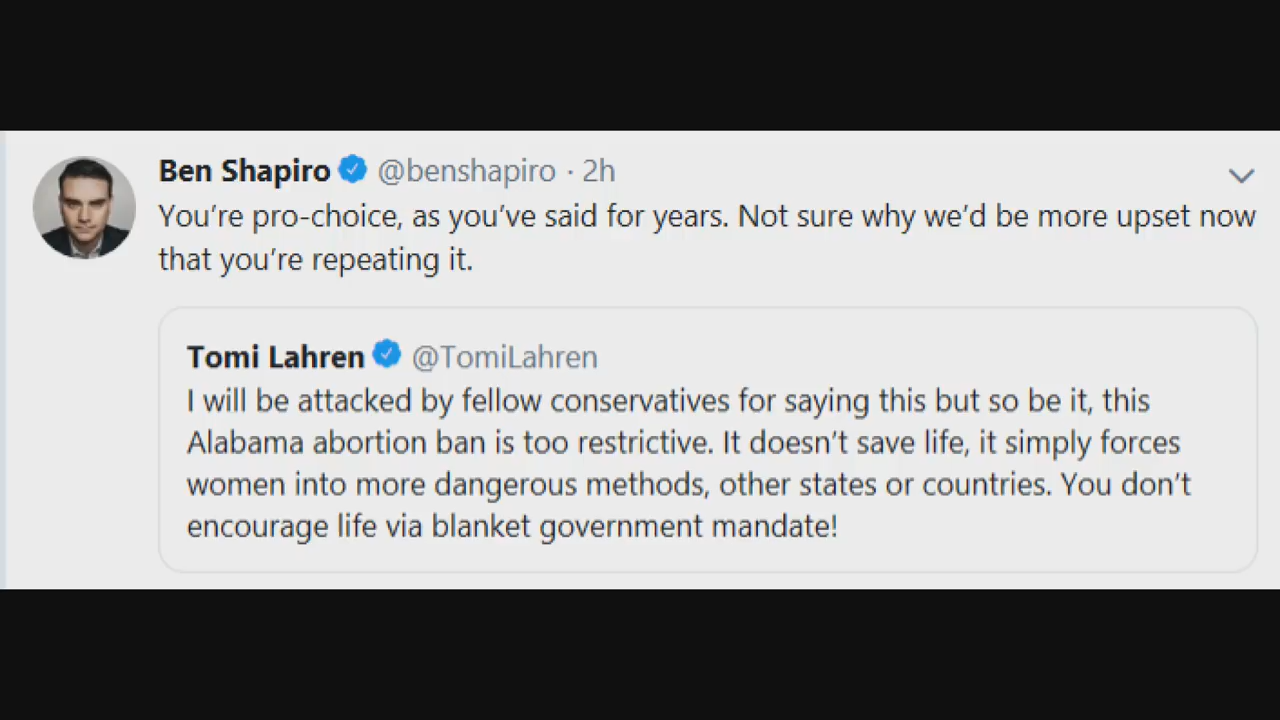 Ben Shapiro @benshapiro · 2h
You're pro-choice, as you've said for years. Not sure why we'd be more upset now
that you're repeating it.
Tomi Lahren @TomiLahren
I will be attacked by fellow conservatives for saying this but so be it, this
Alabama abortion ban is too restrictive. It doesn't save life, it simply forces
women into more dangerous methods, other states or countries. You don't
encourage life via blanket government mandate!